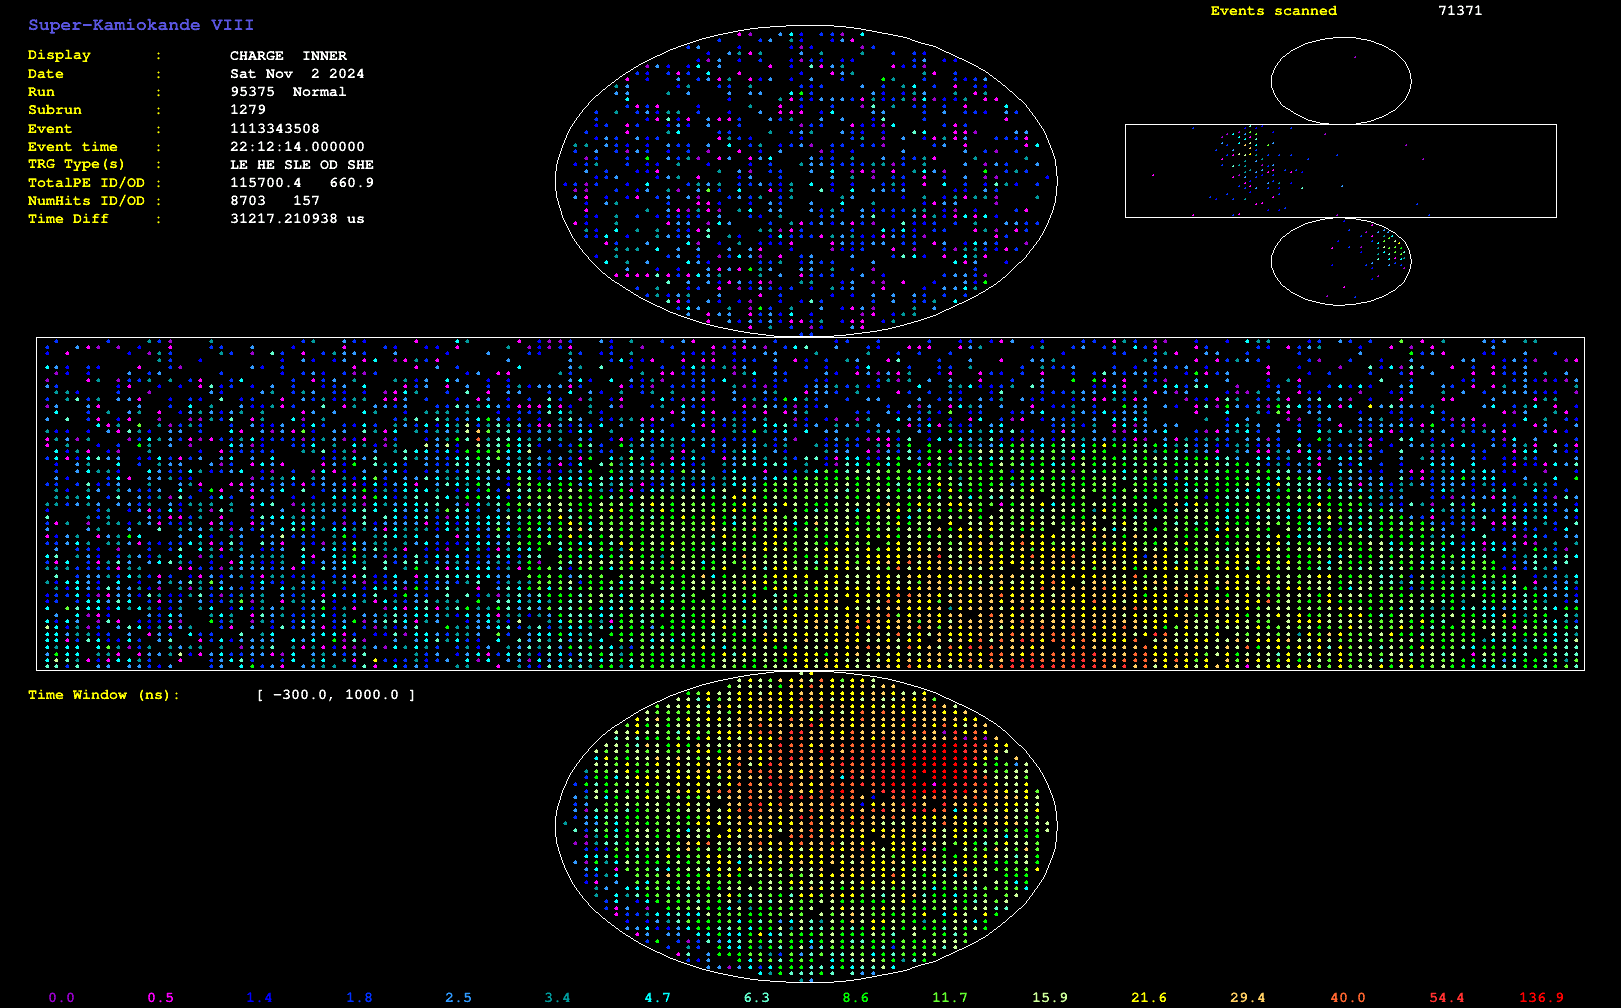 Super-Kamiokande VIII
Events scanned 71371
Display : CHARGE INNER
Date : Sat Nov 2 2024
Run : 95375 Normal
Subrun : 1279
Event : 1113343508
Event time : 22:12:14.000000
TRG Type(s) : LE HE SLE OD SHE
TotalPE ID/OD : 115700.4 660.9
NumHits ID/OD : 8703 157
Time Diff : 31217.210938 us
Time Window (ns): [ -300.0, 1000.0 ]
0.0 0.5 1.4 1.8 2.5 3.4 4.7 6.3 8.6 11.7 15.9 21.6 29.4 40.0 54.4 136.9